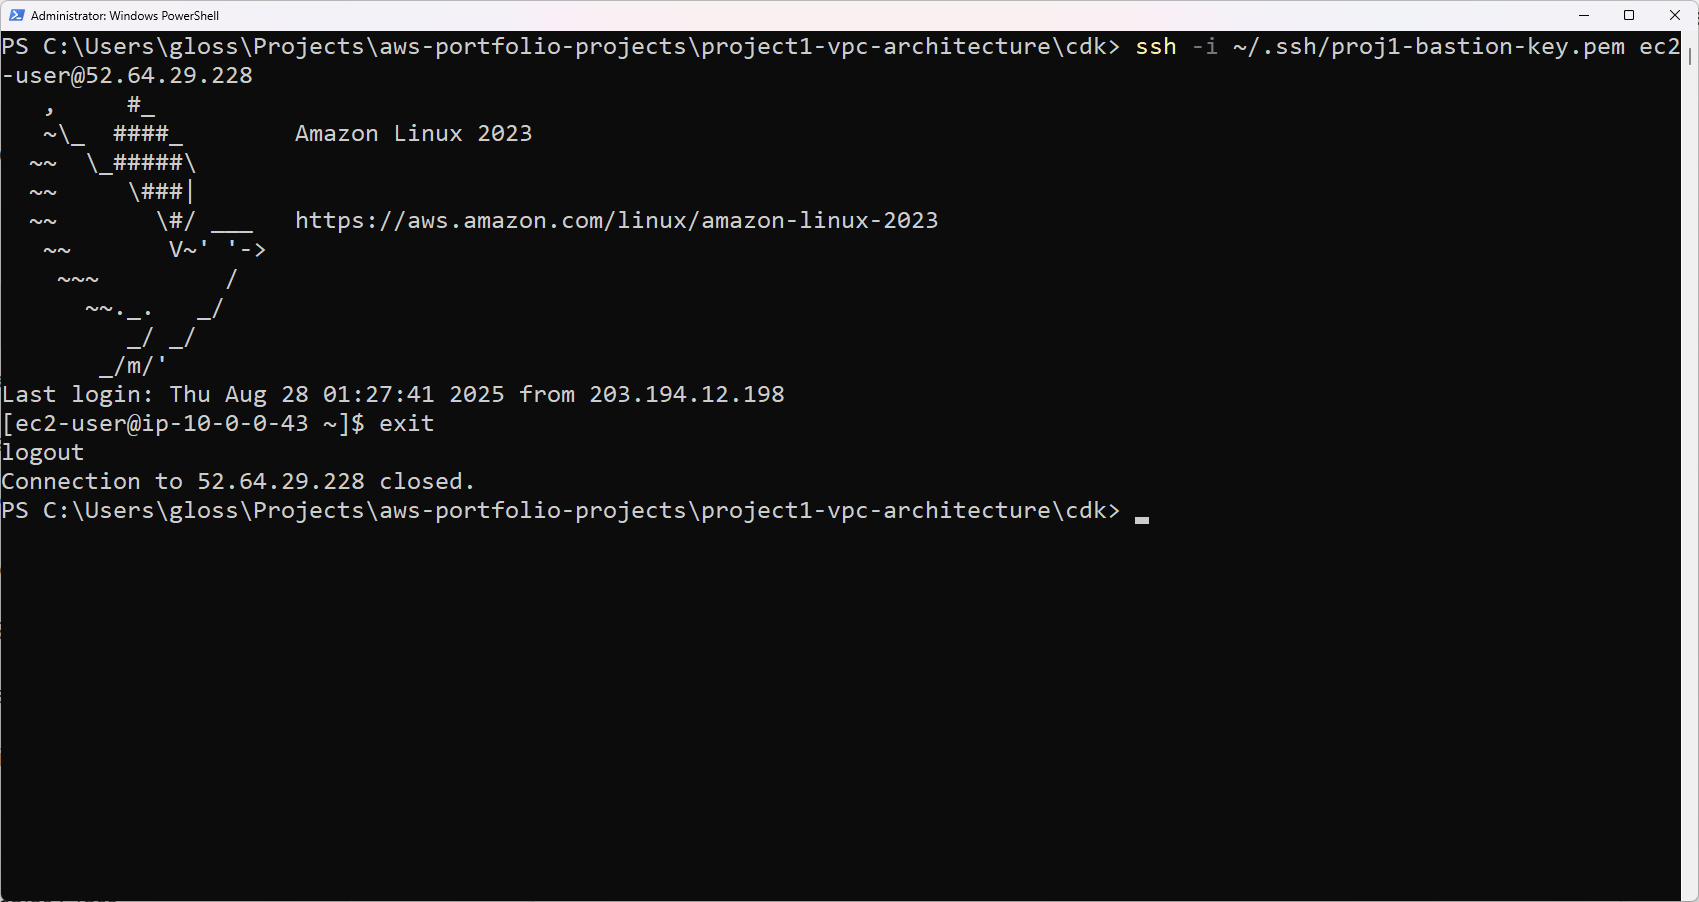 Administrator: Windows PowerShell
PS C:\Users\gloss\Projects\aws-portfolio-projects\project1-vpc-architecture\cdk> ssh -i ~/.ssh/proj1-bastion-key.pem ec2
-user@52.64.29.228
   ,     #_
   ~\_  ####_        Amazon Linux 2023
  ~~  \_#####\
  ~~     \###|
  ~~       \#/ ___   https://aws.amazon.com/linux/amazon-linux-2023
   ~~       V~' '->
    ~~~         /
      ~~._.   _/
         _/ _/
       _/m/'
Last login: Thu Aug 28 01:27:41 2025 from 203.194.12.198
[ec2-user@ip-10-0-0-43 ~]$ exit
logout
Connection to 52.64.29.228 closed.
PS C:\Users\gloss\Projects\aws-portfolio-projects\project1-vpc-architecture\cdk>